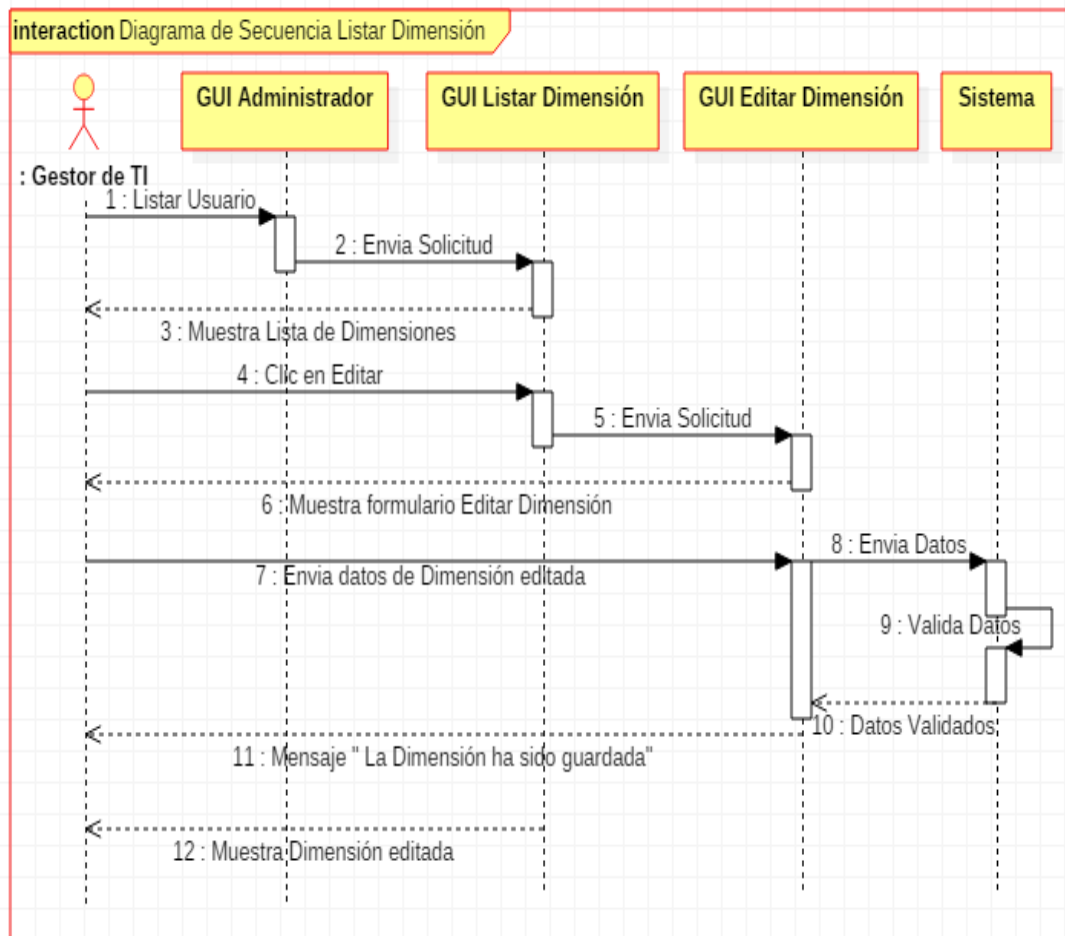 interaction Diagrama de Secuencia Listar Dimensión
GUI Administrador
GUI Listar Dimensión
GUI Editar Dimensión
Sistema
: Gestor de TI
1 : Listar Usuario
2 : Envia Solicitud
3 : Muestra Lista de Dimensiones
4 : Clic en Editar
5 : Envia Solicitud
6 : Muestra formulario Editar Dimensión
8 : Envia Datos
7 : Envia datos de Dimensión editada
9 : Valida Datos
10 : Datos Validados
11 : Mensaje " La Dimensión ha sido guardada"
12 : Muestra Dimensión editada